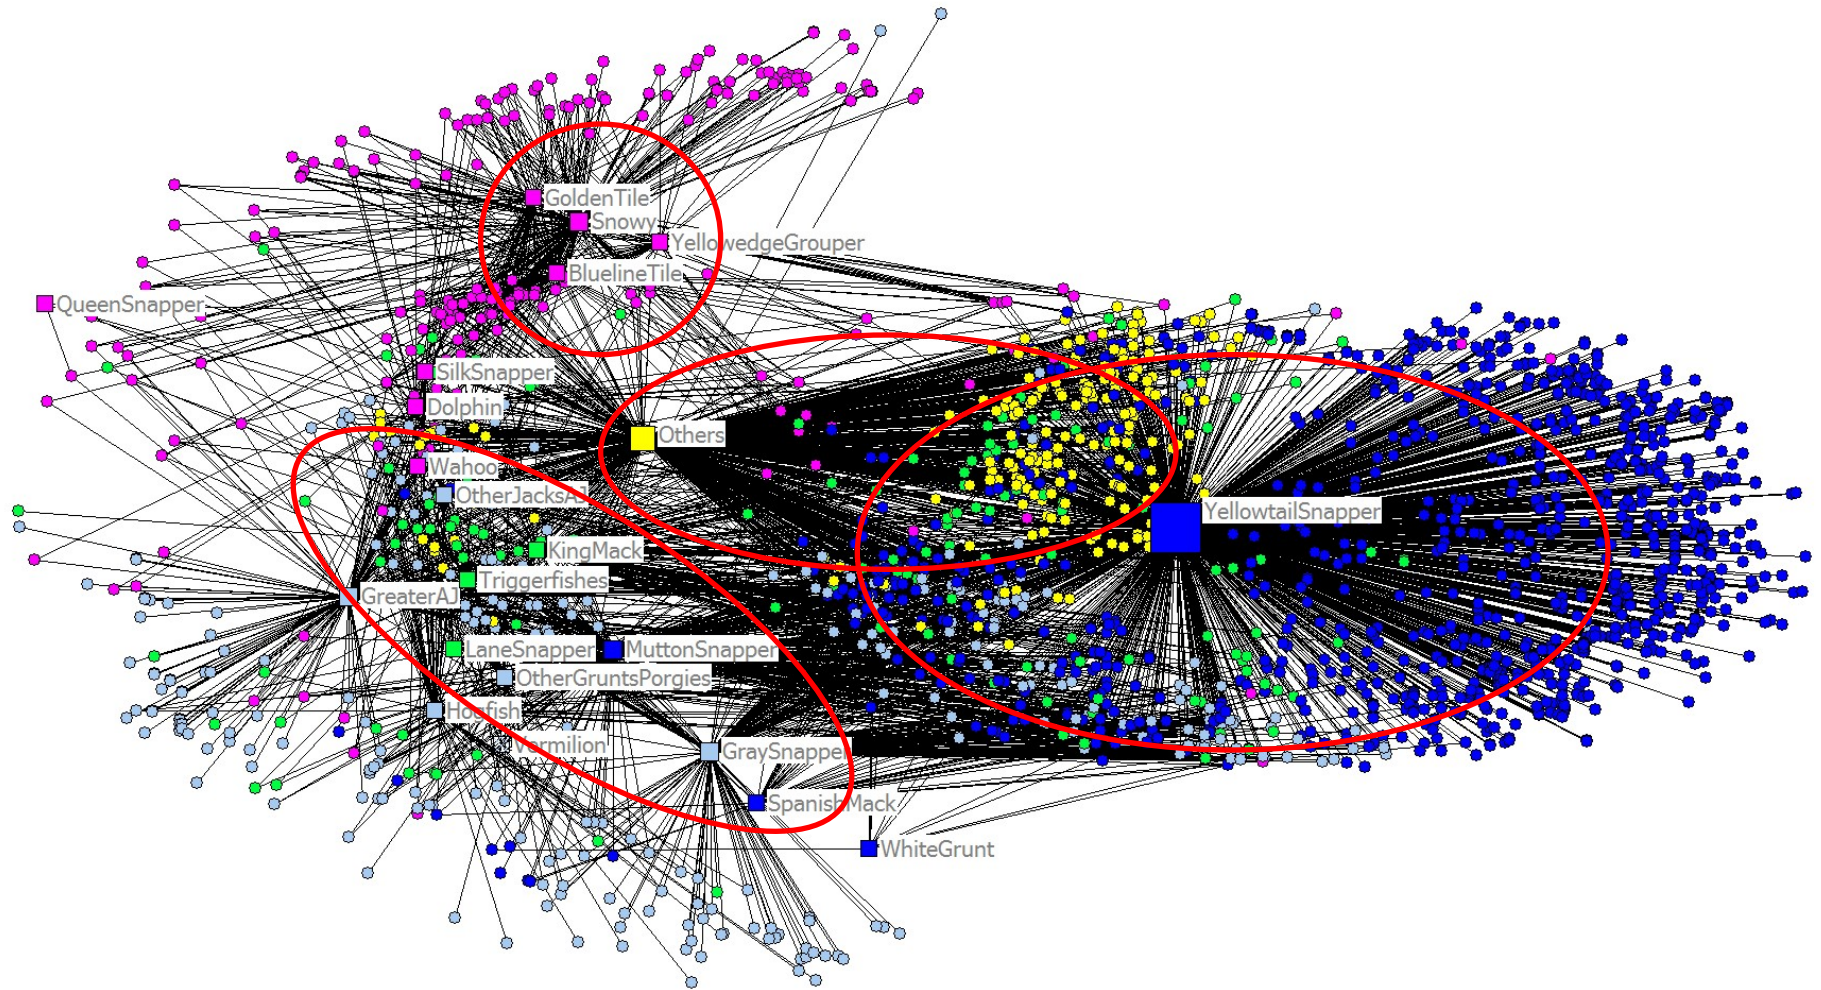 GoldenTile
Snowy
YellowedgeGrouper
BluelineTile
QueenSnapper
SilkSnapper
Dolphin
Others
Wahoo
OtherJacksA
YellowtailSnapper
KingMack
Triggerfishes
GreaterAJ
LaneSnapper
MuttonSnapper
OtherGruntsPorgies
Hogfish
Vermilion
GraySnapper
SpanishMack
WhiteGrunt